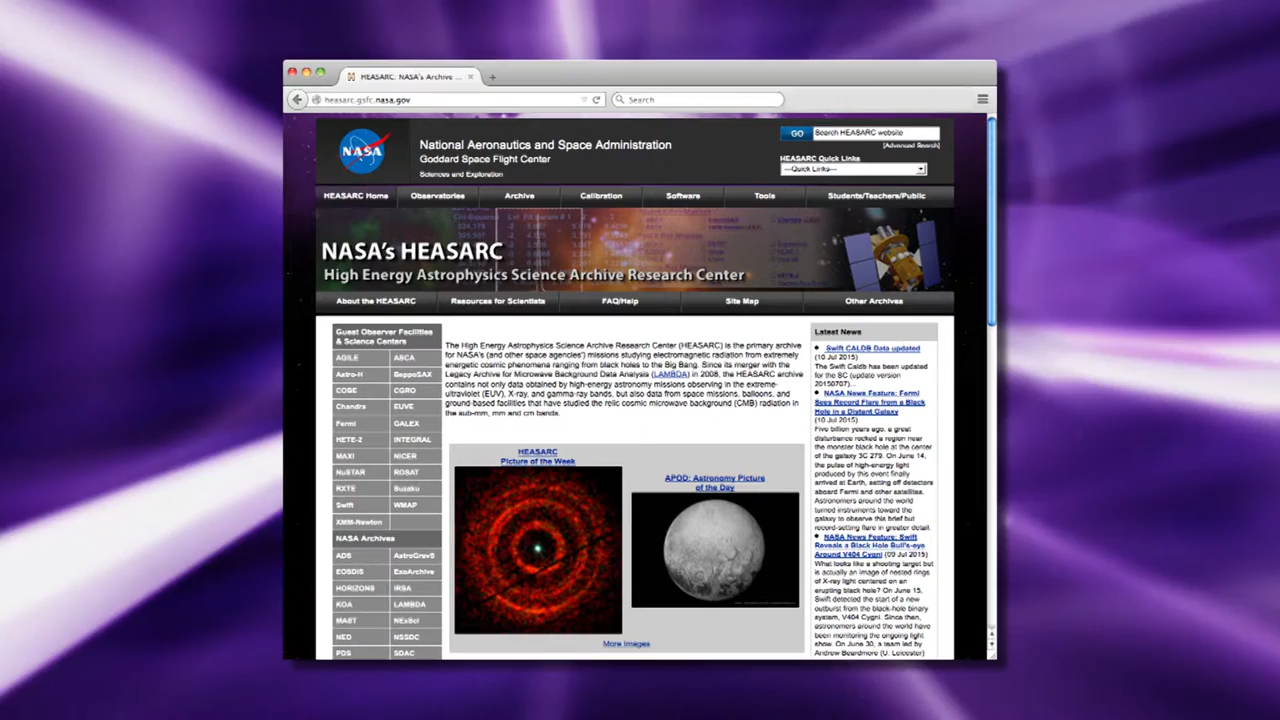 HEASARC: NASA's Archive ...
heasarc.gsfc.nasa.gov
Search
NASA
National Aeronautics and Space Administration
Goddard Space Flight Center
Sciences and Exploration
GO
Search HEASARC website
[Advanced Search]
HEASARC Quick Links
---Quick Links---
HEASARC Home
Observatories
Archive
Calibration
Software
Tools
Students/Teachers/Public
NASA's HEASARC
High Energy Astrophysics Science Archive Research Center
About the HEASARC
Resources for Scientists
FAQ/Help
Site Map
Other Archives
Guest Observer Facilities
& Science Centers
AGILE ASCA
Astro-H BeppoSAX
COBE CGRO
Chandra EUVE
Fermi GALEX
HETE-2 INTEGRAL
MAXI NICER
NuSTAR ROSAT
RXTE Suzaku
Swift WMAP
XMM-Newton
NASA Archives
ADS AstroGravS
EOSDIS ExoArchive
HORIZONS IRSA
KOA LAMBDA
MAST NExScI
NED NSSDC
PDS SDAC
The High Energy Astrophysics Science Archive Research Center (HEASARC) is the primary archive
for NASA's (and other space agencies') missions studying electromagnetic radiation from extremely
energetic cosmic phenomena ranging from black holes to the Big Bang. Since its merger with the
Legacy Archive for Microwave Background Data Analysis (LAMBDA) in 2008, the HEASARC archive
contains not only data obtained by high-energy astronomy missions observing in the extreme-
ultraviolet (EUV), X-ray, and gamma-ray bands, but also data from space missions, balloons, and
ground-based facilities that have studied the relic cosmic microwave background (CMB) radiation in
the sub-mm, mm and cm bands.
HEASARC
Picture of the Week
APOD: Astronomy Picture
of the Day
More Images
Latest News
Swift CALDB Data updated
(10 Jul 2015)
The Swift Caldb has been updated
for the SC (update version
20150707)...
NASA News Feature: Fermi
Sees Record Flare from a Black
Hole in a Distant Galaxy
(10 Jul 2015)
Five billion years ago, a great
disturbance rocked a region near
the monster black hole at the center
of the galaxy 3C 279. On June 14,
the pulse of high-energy light
produced by this event finally
arrived at Earth, setting off detectors
aboard Fermi and other satellites.
Astronomers around the world
turned instruments toward the
galaxy to observe this brief but
record-setting flare in greater detail.
NASA News Feature: Swift
Reveals a Black Hole Bull's-eye
Around V404 Cygni (09 Jul 2015)
What looks like a shooting target but
is actually an image of nested rings
of X-ray light centered on an
erupting black hole? On June 15,
Swift detected the start of a new
outburst from the black-hole binary
system, V404 Cygni. Since then,
astronomers around the world have
been monitoring the ongoing light
show. On June 30, a team led by
Andrew Beardmore (U. Leicester)